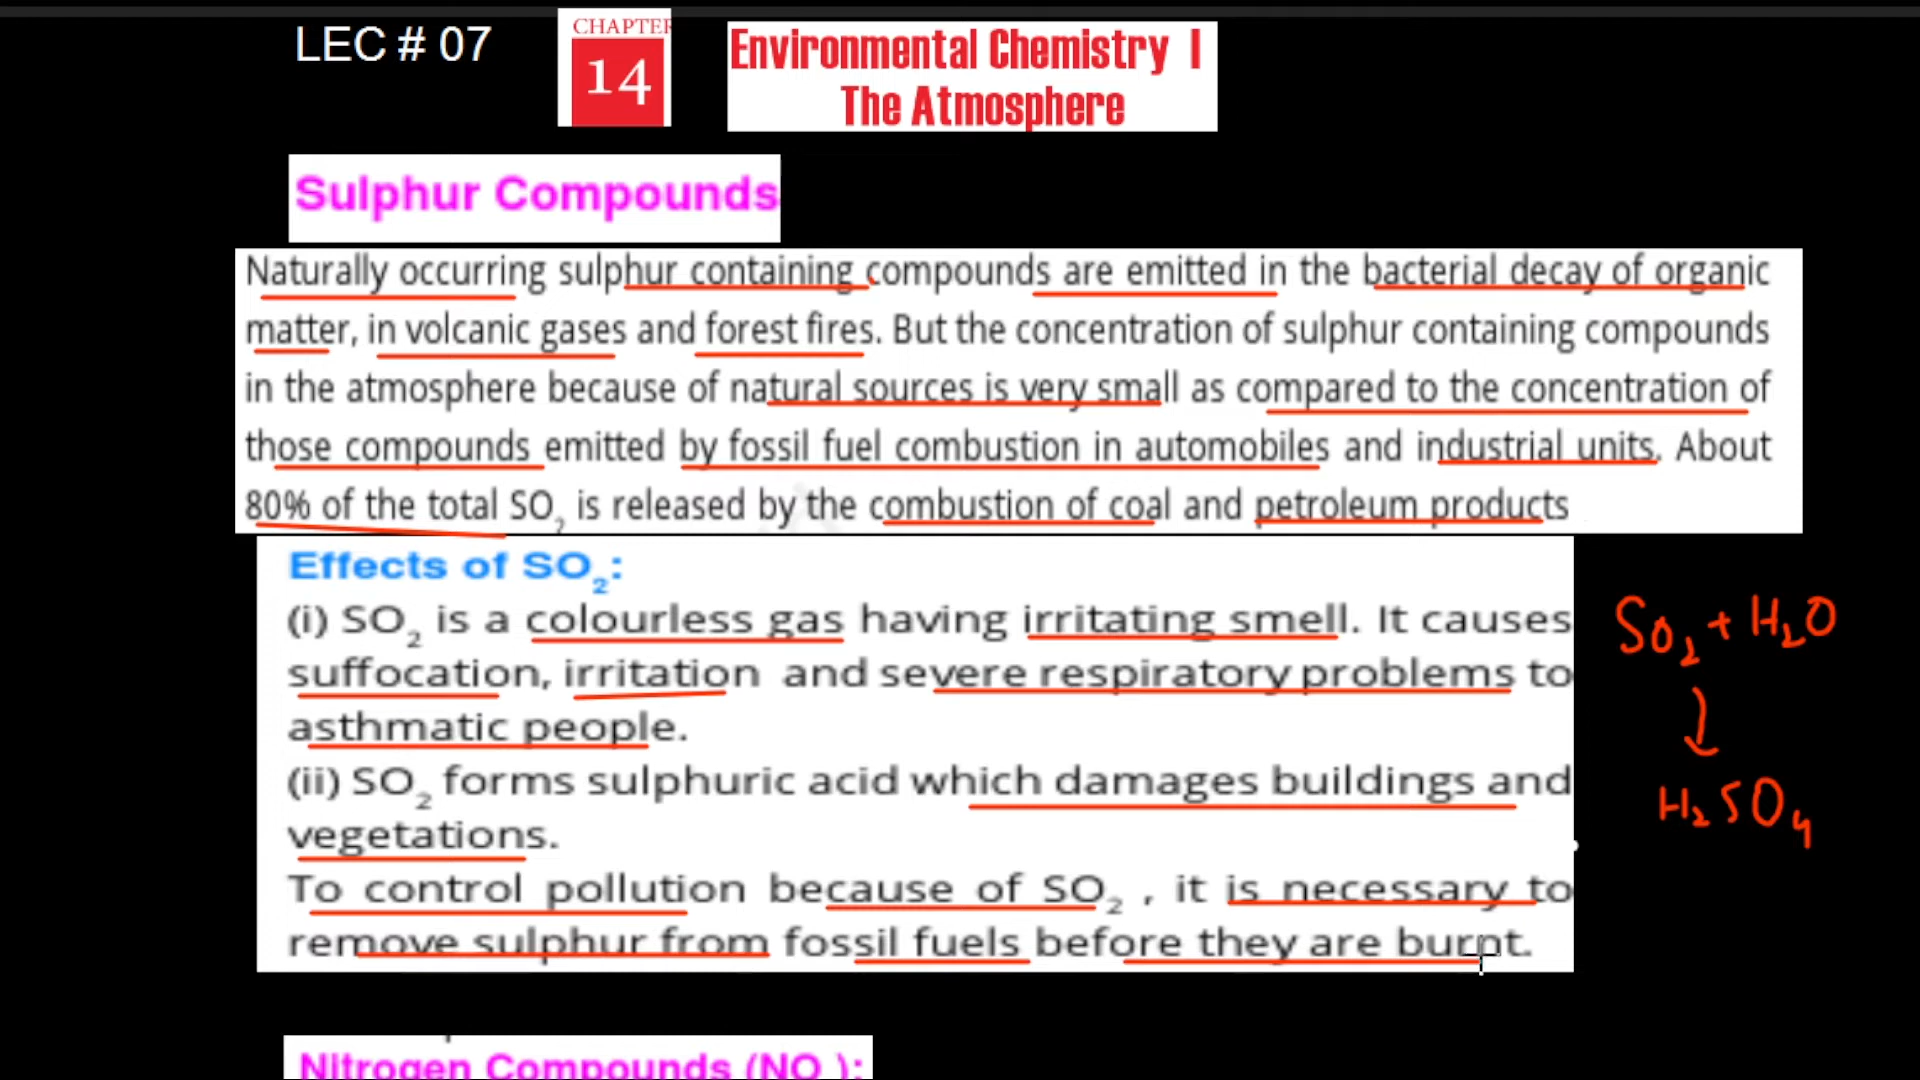 LEC # 07
CHAPTER
14
Environmental Chemistry I
The Atmosphere
Sulphur Compounds
Naturally occurring sulphur containing compounds are emitted in the bacterial decay of organic
matter, in volcanic gases and forest fires. But the concentration of sulphur containing compounds
in the atmosphere because of natural sources is very small as compared to the concentration of
those compounds emitted by fossil fuel combustion in automobiles and industrial units. About
80% of the total SO₂ is released by the combustion of coal and petroleum products
Effects of SO₂:
(i) SO₂ is a colourless gas having irritating smell. It causes
suffocation, irritation and severe respiratory problems to
asthmatic people.
(ii) SO₂ forms sulphuric acid which damages buildings and
vegetations.
To control pollution because of SO₂ , it is necessary to
remove sulphur from fossil fuels before they are burnt.
SO₂ + H₂O
↓
H₂SO₄
Nitrogen Compounds (NO ):